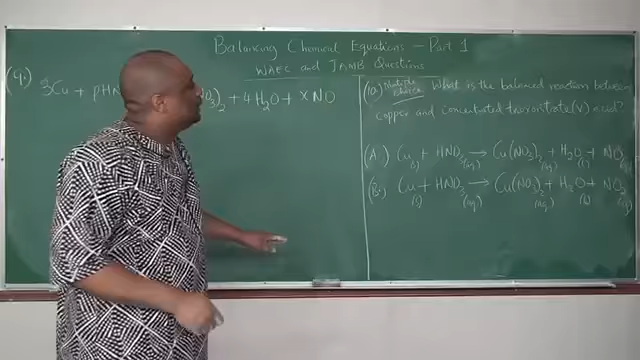 Balancing Chemical Equations - Part 1
WAEC and JAMB Questions
(9.) 3Cu + pHN O₃)₂ + 4H₂O + xNO
(10.) Multiple choice What is the balanced reaction between
copper and concentrated trioxonitrate (V) acid?
(A.) Cu(s) + HNO₃(aq) → Cu(NO₃)₂(aq) + H₂O(l) + NO₂
(B.) Cu(s) + HNO₃(aq) → Cu(NO₃)₂(aq) + H₂O(l) + NO₂(g)